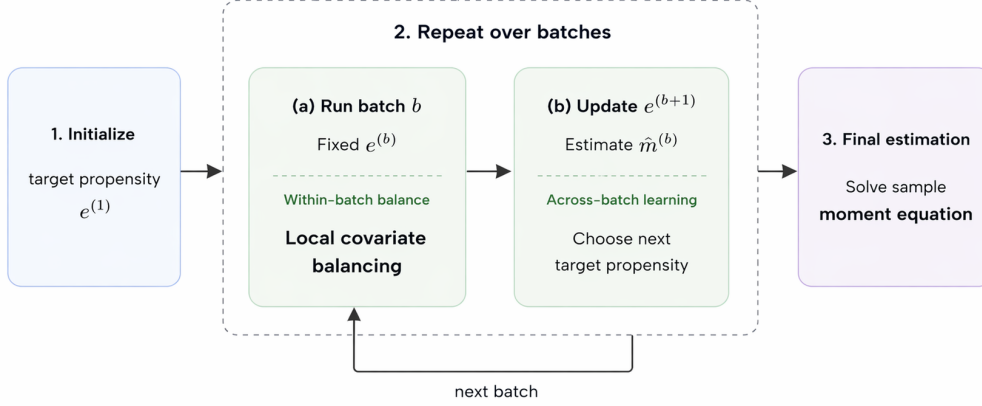 2. Repeat over batches
1. Initialize
target propensity
e^(1)
(a) Run batch b
Fixed e^(b)
Within-batch balance
Local covariate
balancing
(b) Update e^(b+1)
Estimate m̂^(b)
Across-batch learning
Choose next
target propensity
3. Final estimation
Solve sample
moment equation
next batch